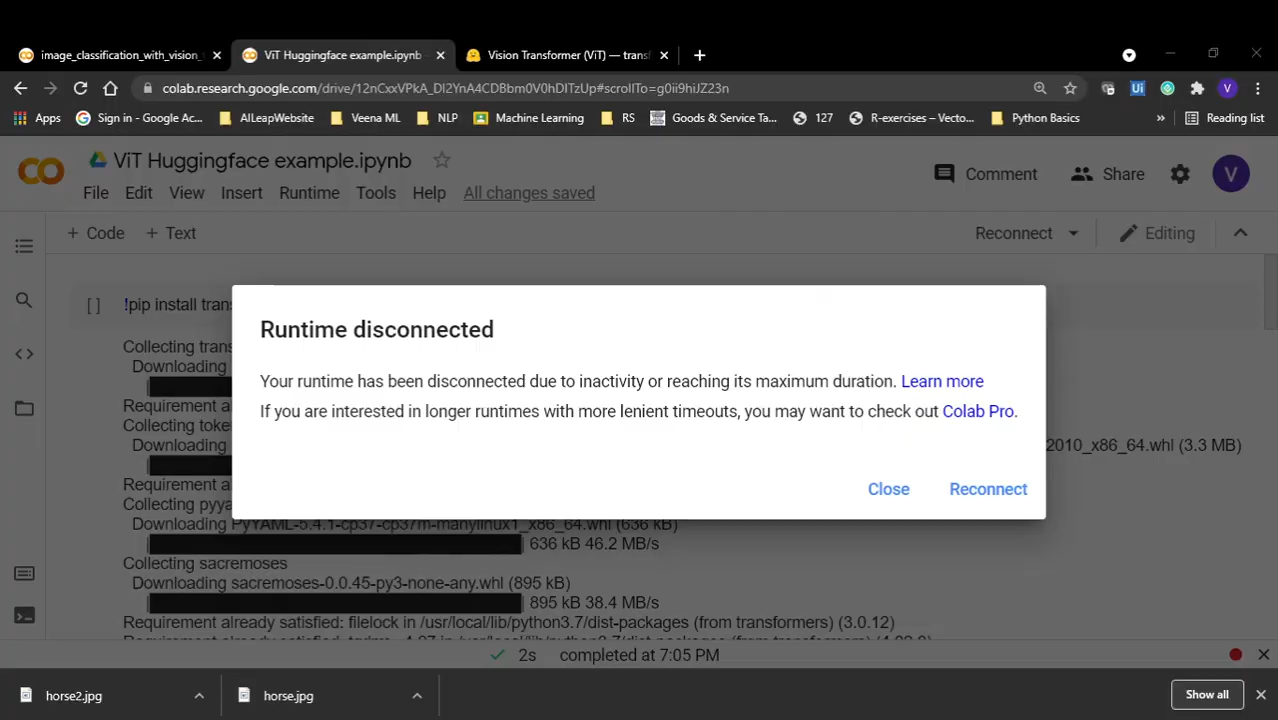 image_classification_with_vision_
ViT Huggingface example.ipynb
Vision Transformer (ViT) — transf
colab.research.google.com/drive/12nCxxVPkA_Dl2YnA4CDBbm0V0hDITzUp#scrollTo=g0ii9hiJZ23n
Ui
V
Apps
Sign in - Google Ac...
AILeapWebsite
Veena ML
NLP
Machine Learning
RS
Goods & Service Ta...
127
R-exercises – Vecto...
Python Basics
»
Reading list
ViT Huggingface example.ipynb
Comment
Share
V
File Edit View Insert Runtime Tools Help All changes saved
+ Code + Text
Reconnect
Editing
[ ] !pip install trans
Collecting trans
Downloading
Requirement a
Collecting toke
Downloading
2010_x86_64.whl (3.3 MB)
Requirement a
Collecting pyya
Downloading PyYAML-5.4.1-cp37-cp37m-manylinux1_x86_64.whl (636 kB)
636 kB 46.2 MB/s
Collecting sacremoses
Downloading sacremoses-0.0.45-py3-none-any.whl (895 kB)
895 kB 38.4 MB/s
Requirement already satisfied: filelock in /usr/local/lib/python3.7/dist-packages (from transformers) (3.0.12)
Runtime disconnected
Your runtime has been disconnected due to inactivity or reaching its maximum duration. Learn more
If you are interested in longer runtimes with more lenient timeouts, you may want to check out Colab Pro.
Close
Reconnect
2s completed at 7:05 PM
horse2.jpg
horse.jpg
Show all